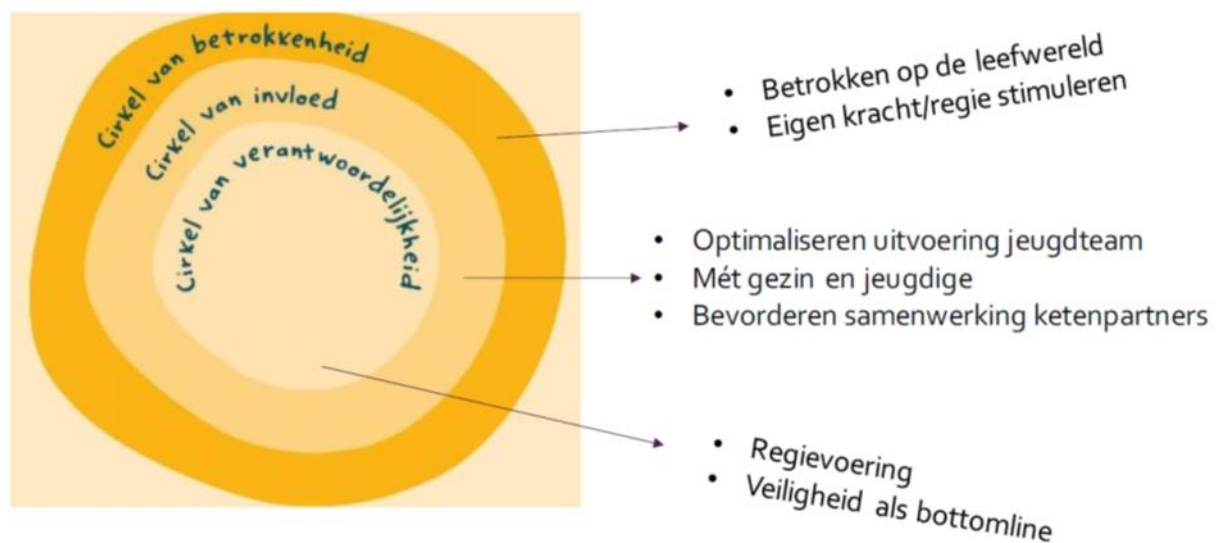 Cirkel van betrokkenheid
Cirkel van invloed
Cirkel van verantwoordelijkheid
• Betrokken op de leefwereld
• Eigen kracht/regie stimuleren
• Optimaliseren uitvoering jeugdteam
• Mét gezin en jeugdige
• Bevorderen samenwerking ketenpartners
• Regievoering
• Veiligheid als bottomline